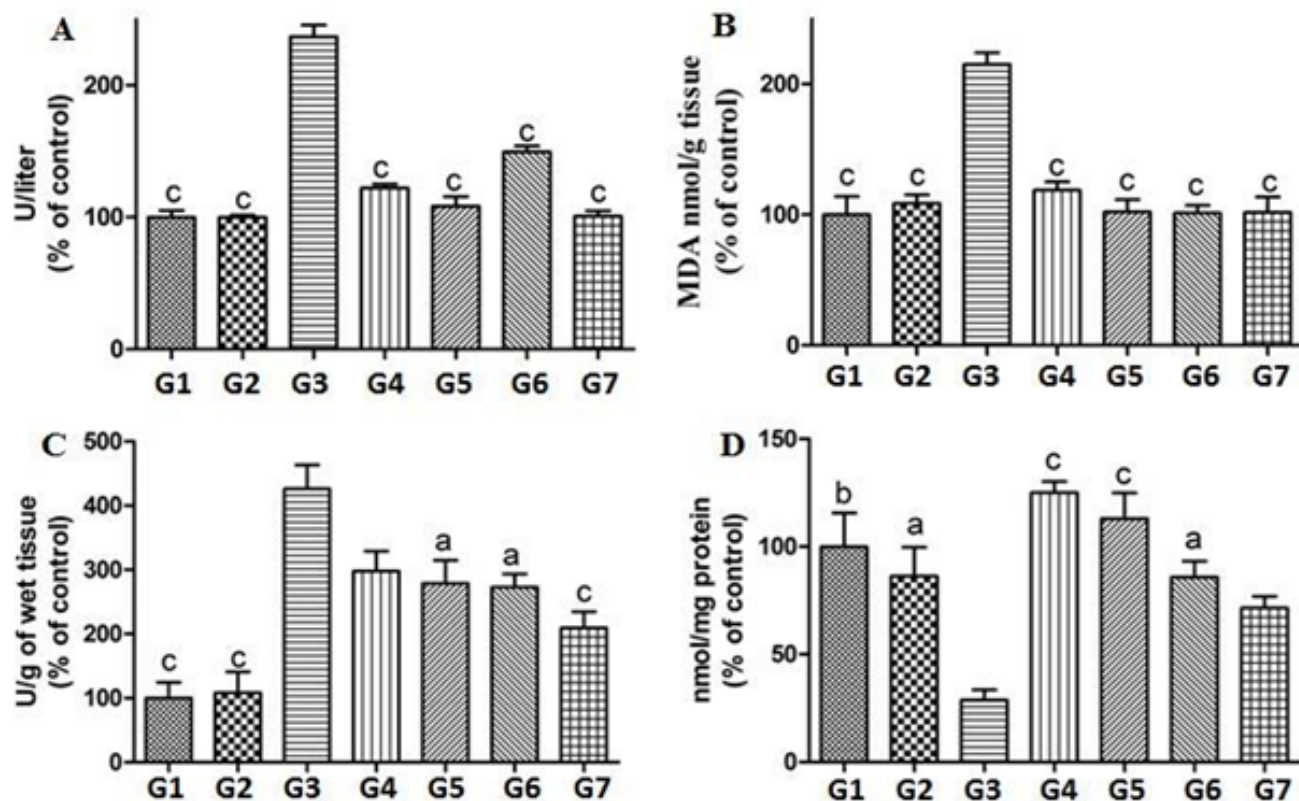 A
U/liter
(% of control)
200
100
0
c
c
c
c
c
c
G1 G2 G3 G4 G5 G6 G7
B
MDA nmol/g tissue
(% of control)
200
100
0
c
c
c
c
c
c
G1 G2 G3 G4 G5 G6 G7
C
U/g of wet tissue
(% of control)
500
400
300
200
100
0
c
c
a
a
c
G1 G2 G3 G4 G5 G6 G7
D
nmol/mg protein
(% of control)
150
100
50
0
b
a
c
c
a
G1 G2 G3 G4 G5 G6 G7